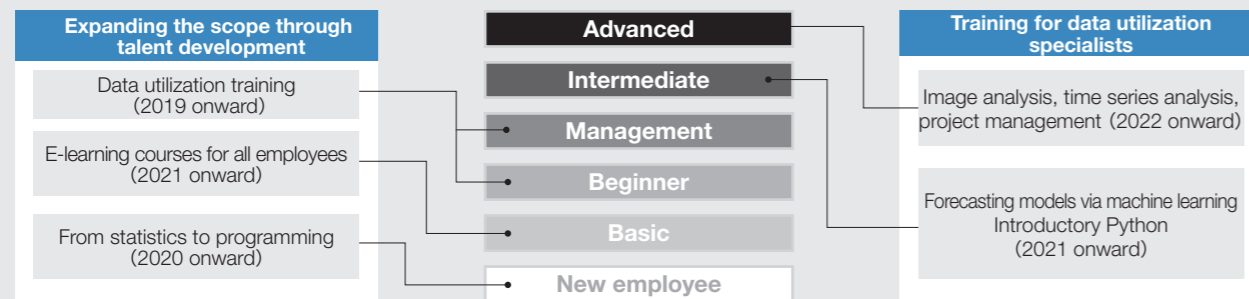 Expanding the scope through
talent development
Data utilization training
(2019 onward)
E-learning courses for all employees
(2021 onward)
From statistics to programming
(2020 onward)
Advanced
Intermediate
Management
Beginner
Basic
New employee
Training for data utilization
specialists
Image analysis, time series analysis,
project management (2022 onward)
Forecasting models via machine learning
Introductory Python
(2021 onward)